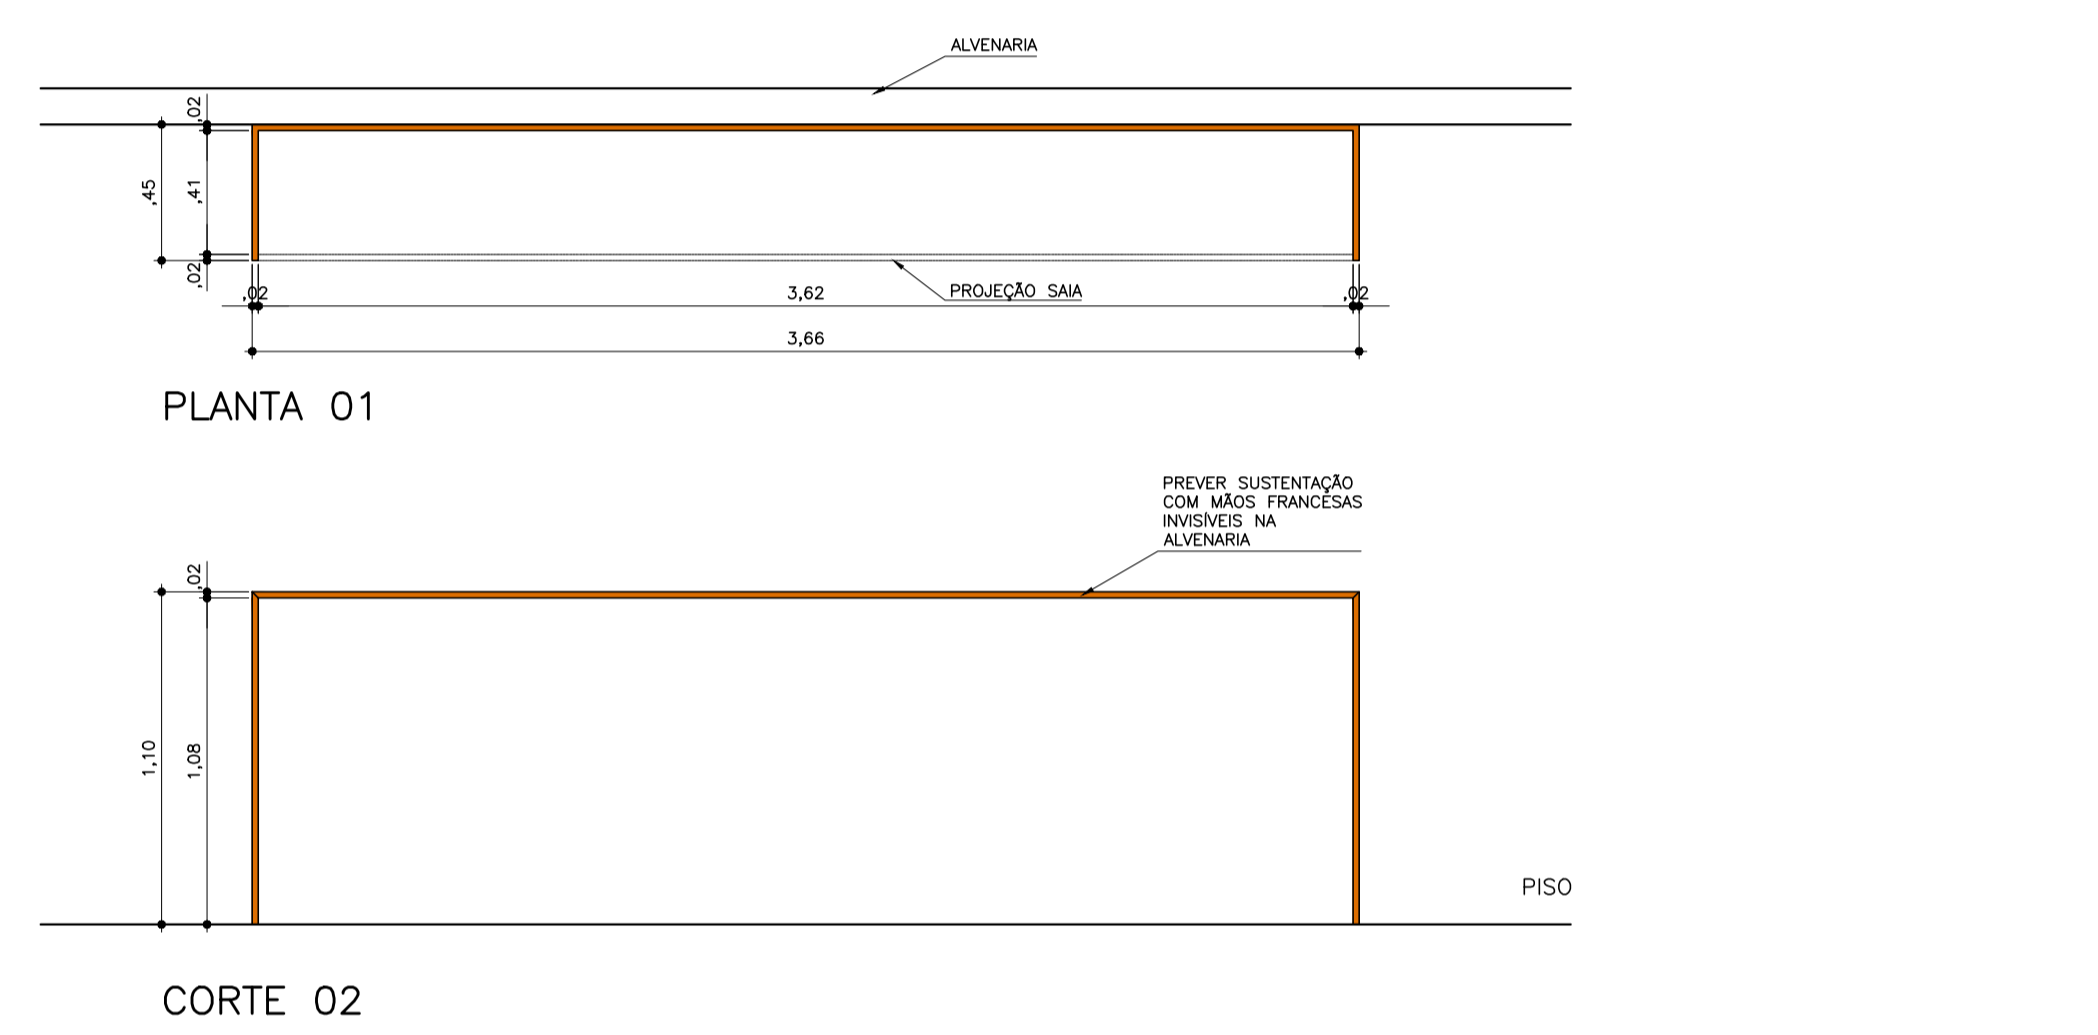 ALVENARIA
,02
,45
,41
,02
,02
3,62
PROJEÇÃO SAIA
,02
3,66
PLANTA 01
PREVER SUSTENTAÇÃO
COM MÃOS FRANCESAS
INVISÍVEIS NA
ALVENARIA
,02
1,10
1,08
PISO
CORTE 02